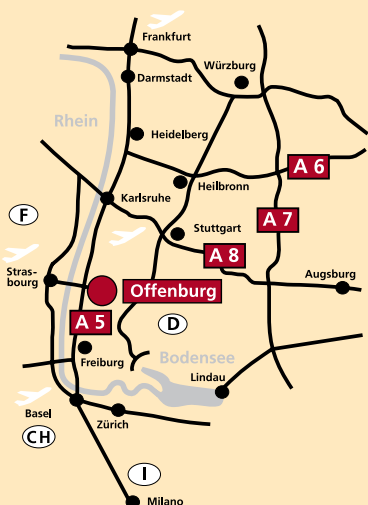 Frankfurt
Würzburg
Darmstadt
Rhein
Heidelberg
A 6
Heilbronn
Karlsruhe
F
A 7
Stuttgart
A 8
Stras-
bourg
Augsburg
Offenburg
A 5
D
Freiburg
Bodensee
Lindau
Basel
Zürich
CH
I
Milano